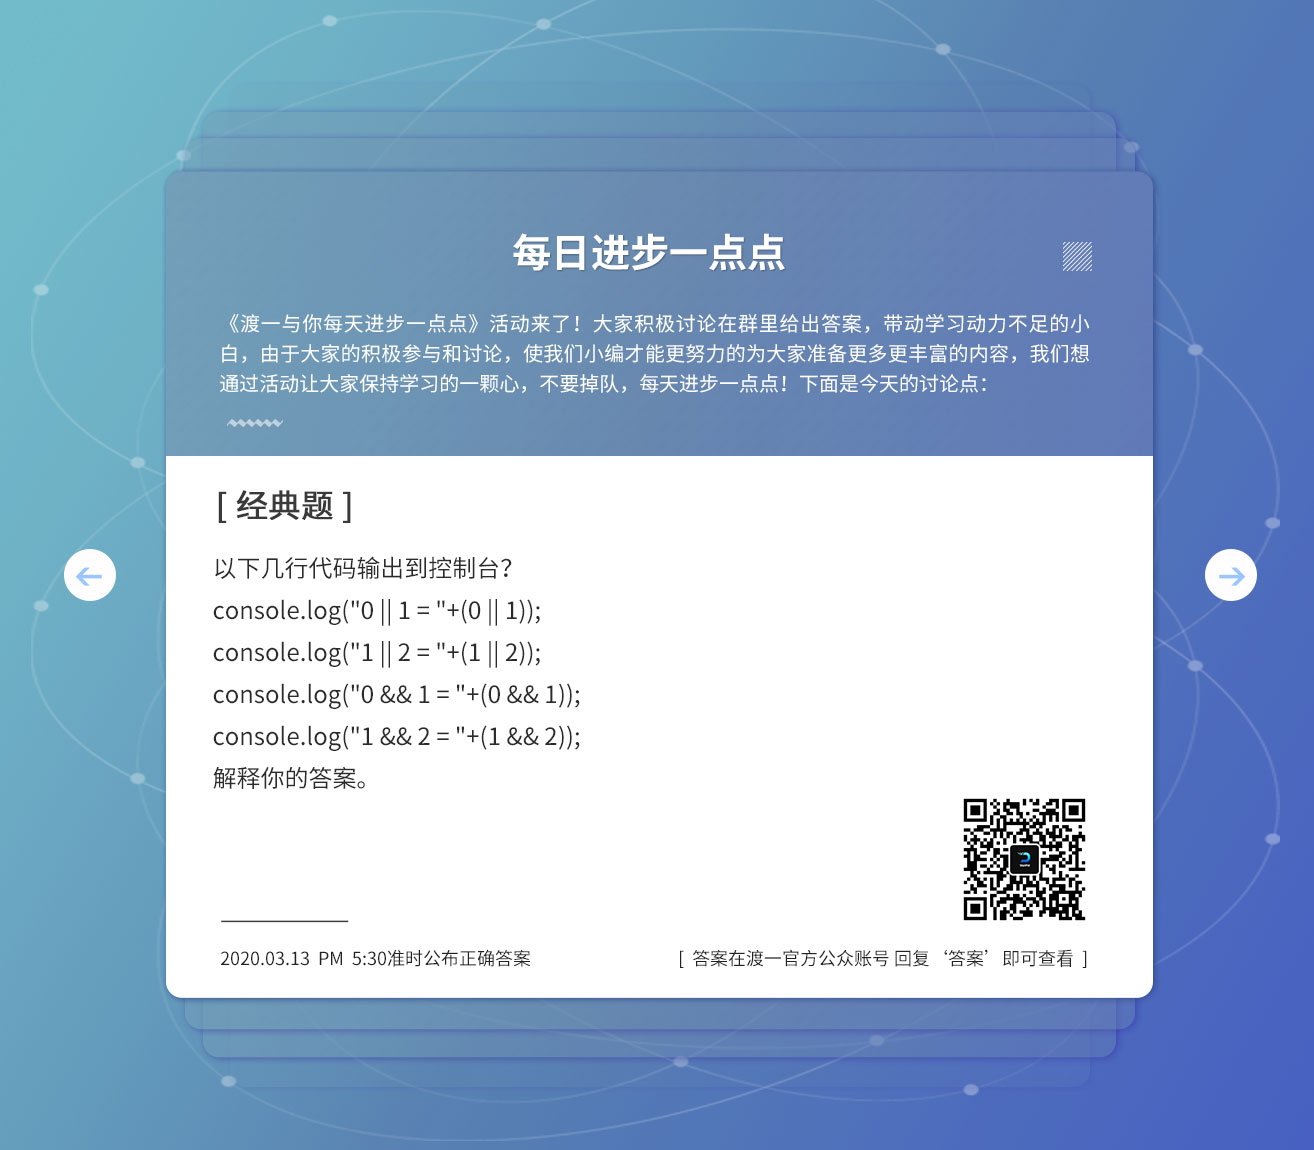 每日进步一点点
《渡一与你每天进步一点点》活动来了！大家积极讨论在群里给出答案，带动学习动力不足的小
白，由于大家的积极参与和讨论，使我们小编才能更努力的为大家准备更多更丰富的内容，我们想
通过活动让大家保持学习的一颗心，不要掉队，每天进步一点点！下面是今天的讨论点：
[ 经典题 ]
以下几行代码输出到控制台？
console.log("0 || 1 = "+(0 || 1));
console.log("1 || 2 = "+(1 || 2));
console.log("0 && 1 = "+(0 && 1));
console.log("1 && 2 = "+(1 && 2));
解释你的答案。
2020.03.13 PM 5:30准时公布正确答案
[ 答案在渡一官方公众账号 回复‘答案’即可查看 ]